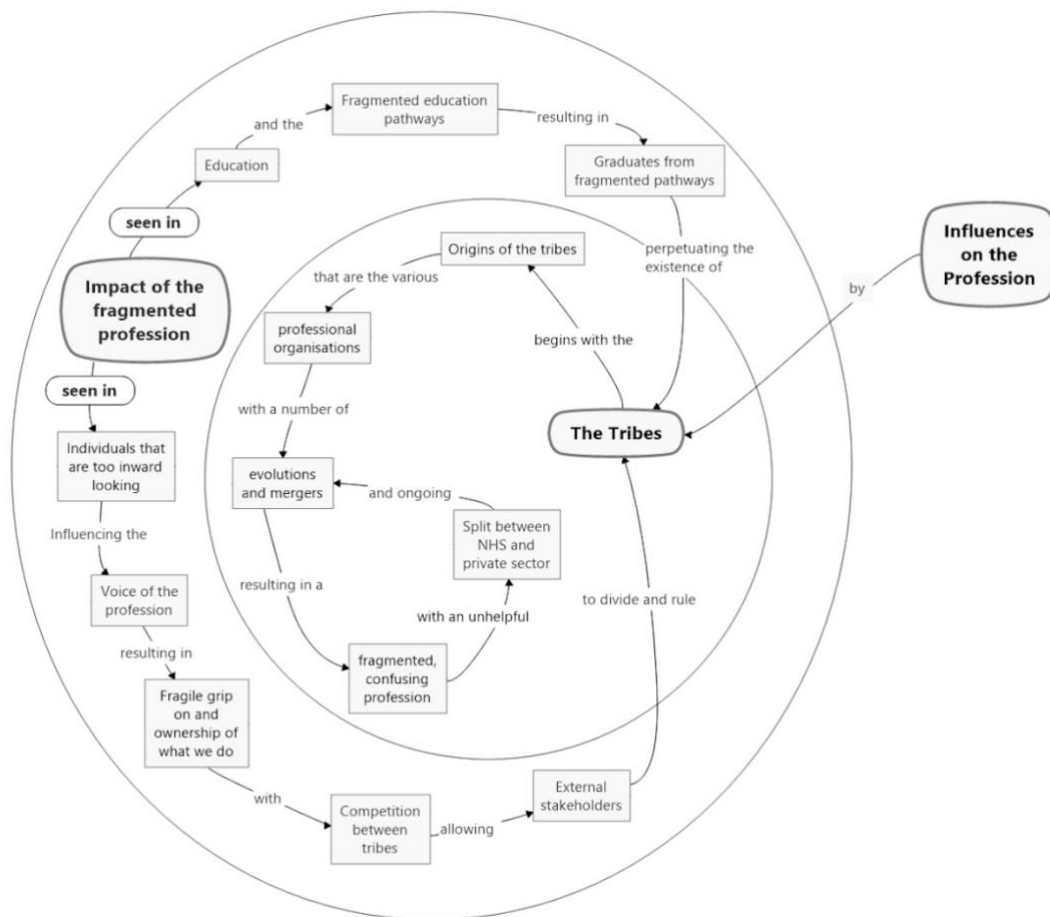 Fragmented education
pathways
and the
resulting in
Education
Graduates from
fragmented pathways
seen in
Impact of the
fragmented
profession
seen in
Origins of the tribes
perpetuating the
existence of
Influences
on the
Profession
that are the various
by
professional
organisations
begins with the
with a number of
The Tribes
Individuals that
are too inward
looking
evolutions
and mergers
and ongoing
Split between
NHS and
private sector
Influencing the
resulting in a
Voice of the
profession
with an unhelpful
to divide and rule
resulting in
fragmented,
confusing
profession
Fragile grip
on and
ownership of
what we do
with
Competition
between
tribes
allowing
External
stakeholders